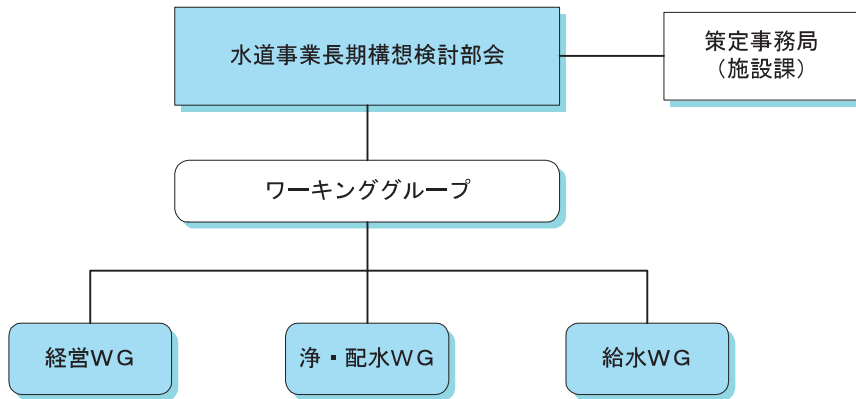 水道事業長期構想検討部会
策定事務局
（施設課）
ワーキンググループ
経営ＷＧ
浄・配水ＷＧ
給水ＷＧ